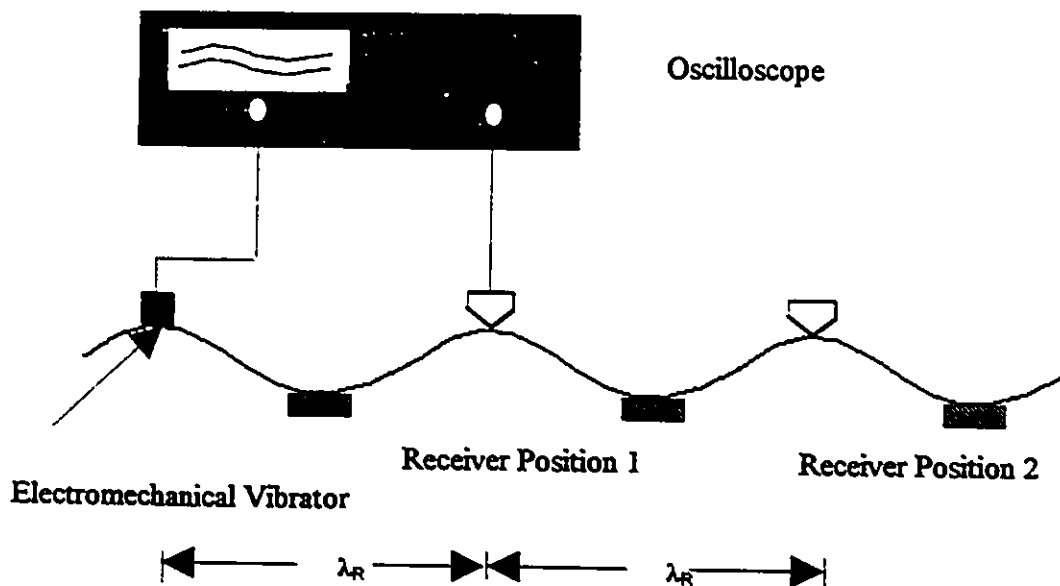 Oscilloscope
Receiver Position 1
Receiver Position 2
Electromechanical Vibrator
λR
λR